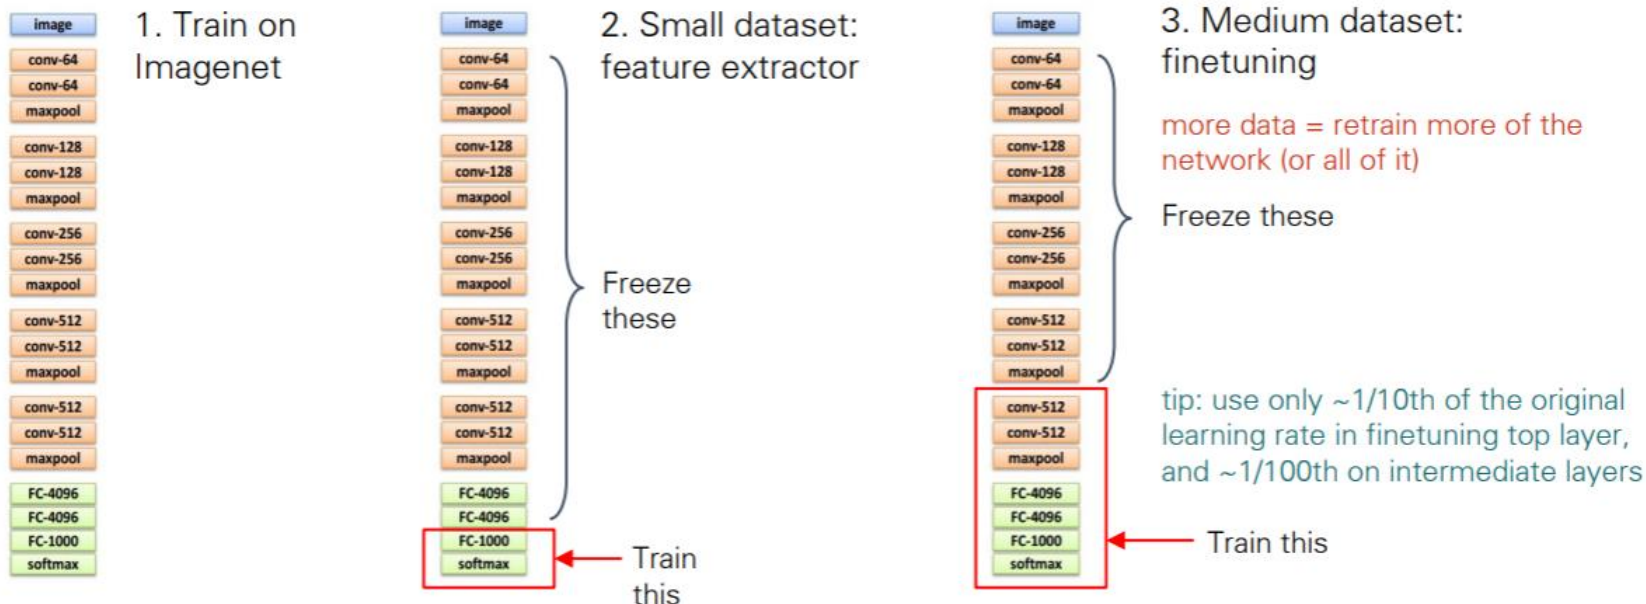 image
conv-64
conv-64
maxpool
conv-128
conv-128
maxpool
conv-256
conv-256
maxpool
conv-512
conv-512
maxpool
conv-512
conv-512
maxpool
FC-4096
FC-4096
FC-1000
softmax
1. Train on
Imagenet
image
conv-64
conv-64
maxpool
conv-128
conv-128
maxpool
conv-256
conv-256
maxpool
conv-512
conv-512
maxpool
conv-512
conv-512
maxpool
FC-4096
FC-4096
FC-1000
softmax
2. Small dataset:
feature extractor
Freeze
these
Train
this
image
conv-64
conv-64
maxpool
conv-128
conv-128
maxpool
conv-256
conv-256
maxpool
conv-512
conv-512
maxpool
conv-512
conv-512
maxpool
FC-4096
FC-4096
FC-1000
softmax
3. Medium dataset:
finetuning
more data = retrain more of the
network (or all of it)
Freeze these
tip: use only ~1/10th of the original
learning rate in finetuning top layer,
and ~1/100th on intermediate layers
Train this